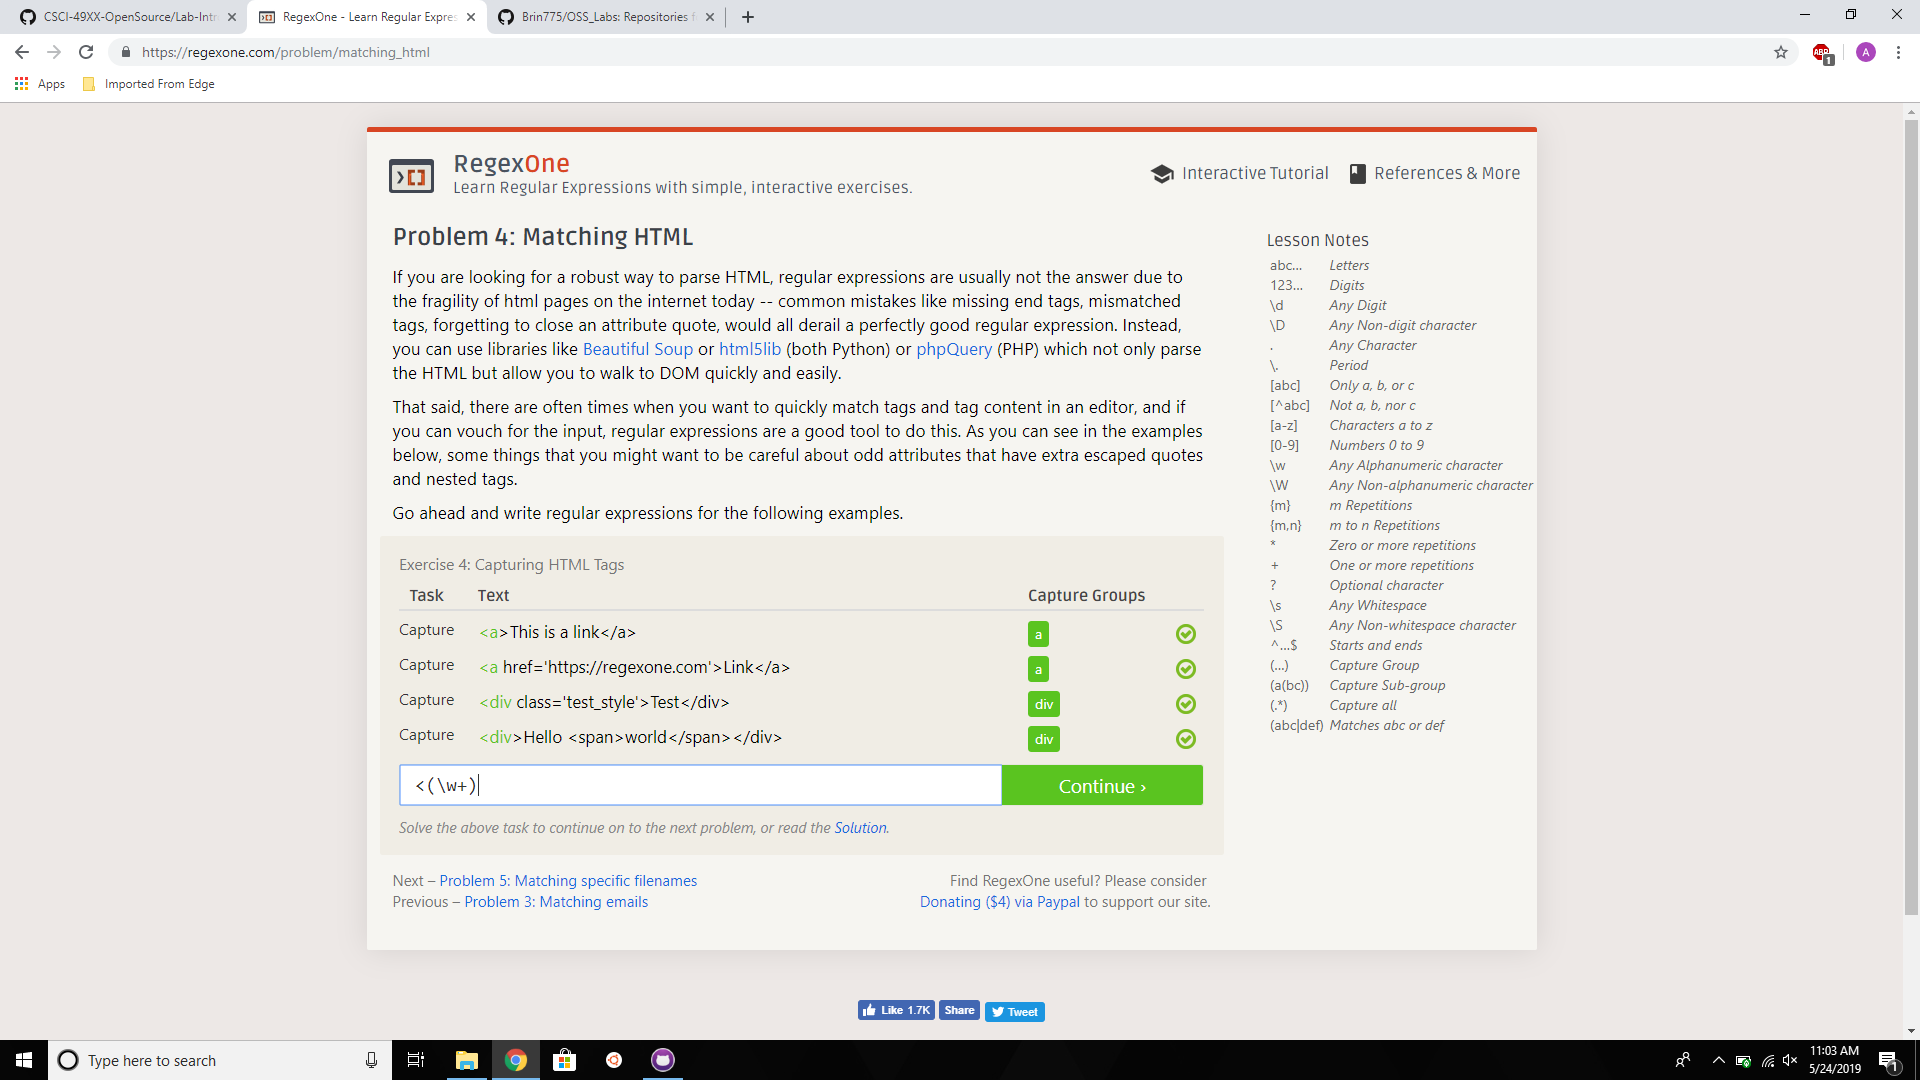 CSCI-49XX-OpenSource/Lab-Intr
RegexOne - Learn Regular Expres
Brin775/OSS_Labs: Repositories f
https://regexone.com/problem/matching_html
ABP
1
A
Apps
Imported From Edge
RegexOne
Learn Regular Expressions with simple, interactive exercises.
Interactive Tutorial
References & More
Problem 4: Matching HTML
If you are looking for a robust way to parse HTML, regular expressions are usually not the answer due to
the fragility of html pages on the internet today -- common mistakes like missing end tags, mismatched
tags, forgetting to close an attribute quote, would all derail a perfectly good regular expression. Instead,
you can use libraries like Beautiful Soup or html5lib (both Python) or phpQuery (PHP) which not only parse
the HTML but allow you to walk to DOM quickly and easily.
That said, there are often times when you want to quickly match tags and tag content in an editor, and if
you can vouch for the input, regular expressions are a good tool to do this. As you can see in the examples
below, some things that you might want to be careful about odd attributes that have extra escaped quotes
and nested tags.
Go ahead and write regular expressions for the following examples.
Exercise 4: Capturing HTML Tags
Task Text Capture Groups
Capture <a>This is a link</a> a
Capture <a href='https://regexone.com'>Link</a> a
Capture <div class='test_style'>Test</div> div
Capture <div>Hello <span>world</span></div> div
<(\w+)
Continue ›
Solve the above task to continue on to the next problem, or read the Solution.
Next – Problem 5: Matching specific filenames
Previous – Problem 3: Matching emails
Find RegexOne useful? Please consider
Donating ($4) via Paypal to support our site.
Lesson Notes
abc... Letters
123... Digits
\d Any Digit
\D Any Non-digit character
. Any Character
\. Period
[abc] Only a, b, or c
[^abc] Not a, b, nor c
[a-z] Characters a to z
[0-9] Numbers 0 to 9
\w Any Alphanumeric character
\W Any Non-alphanumeric character
{m} m Repetitions
{m,n} m to n Repetitions
* Zero or more repetitions
+ One or more repetitions
? Optional character
\s Any Whitespace
\S Any Non-whitespace character
^...$ Starts and ends
(...) Capture Group
(a(bc)) Capture Sub-group
(.*) Capture all
(abc|def) Matches abc or def
Like 1.7K
Share
Tweet
Type here to search
11:03 AM
5/24/2019
1